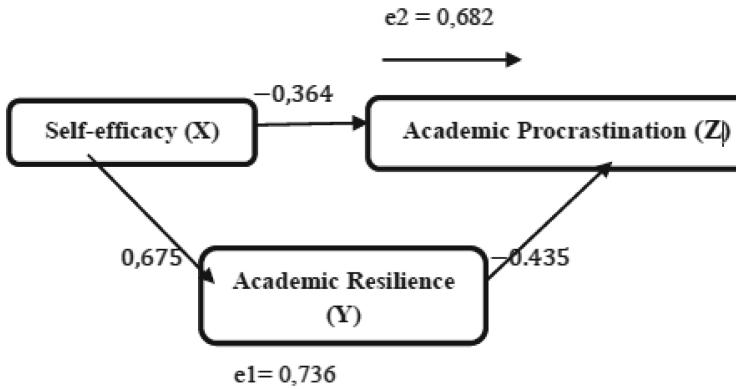 e2 = 0,682
−0,364
Self-efficacy (X)
Academic Procrastination (Z)
0,675
−0.435
Academic Resilience
(Y)
e1= 0,736